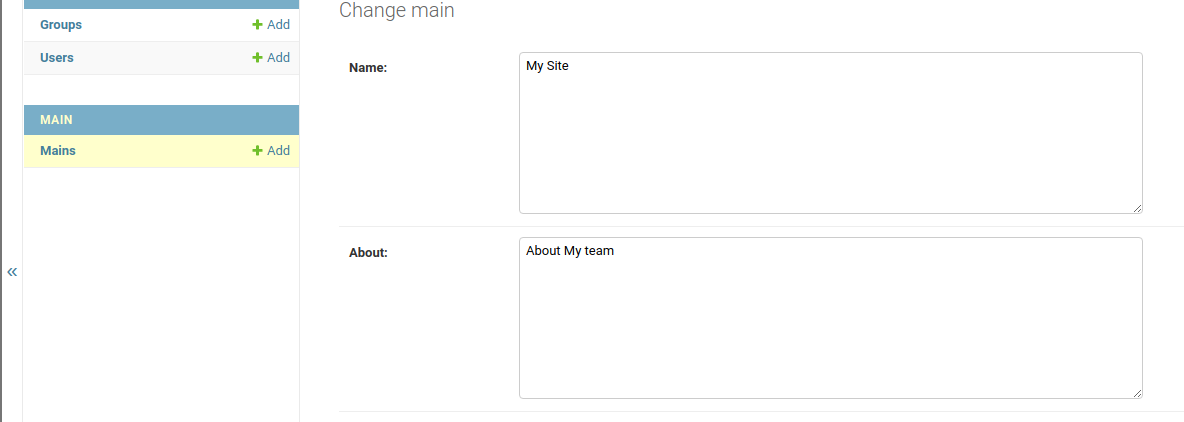 Change main
Groups + Add
Users + Add
MAIN
Mains + Add
«
Name:
My Site
About:
About My team